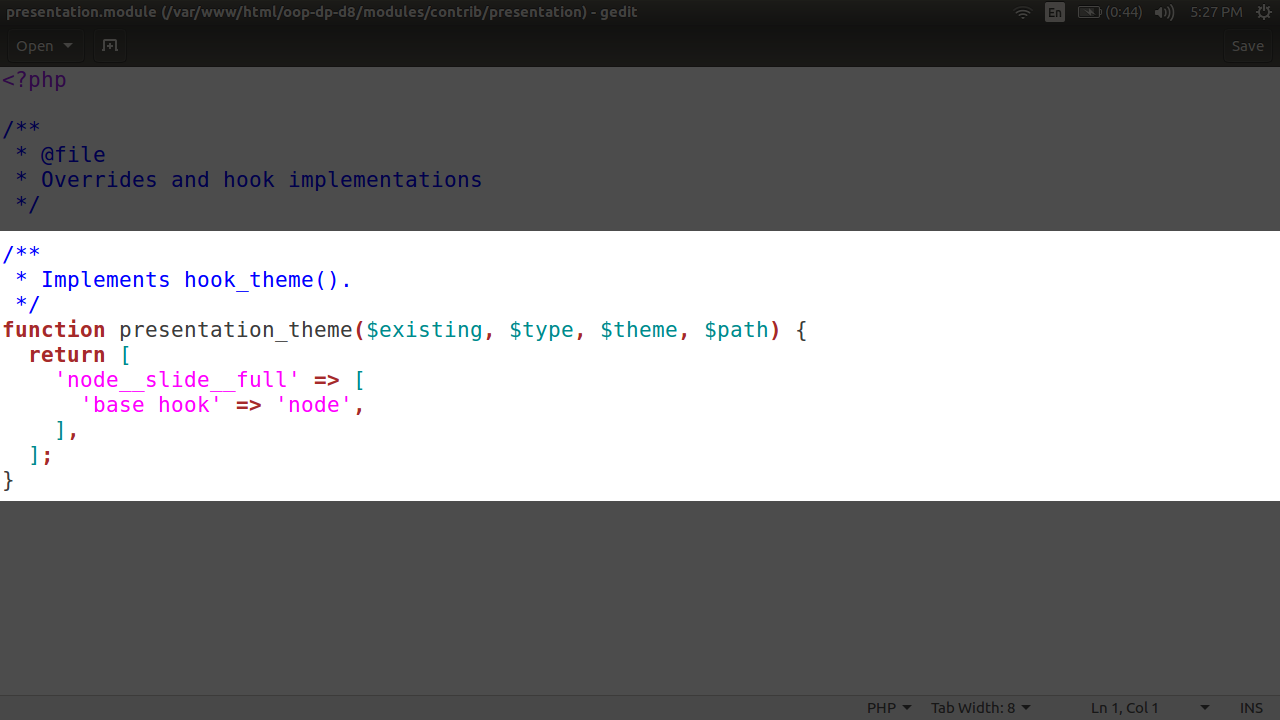 presentation.module (/var/www/html/oop-dp-d8/modules/contrib/presentation) - gedit
En
(0:44)
5:27 PM
Open
Save
<?php
/**
 * @file
 * Overrides and hook implementations
 */
/**
 * Implements hook_theme().
 */
function presentation_theme($existing, $type, $theme, $path) {
  return [
    'node__slide__full' => [
      'base hook' => 'node',
    ],
  ];
}
PHP
Tab Width: 8
Ln 1, Col 1
INS